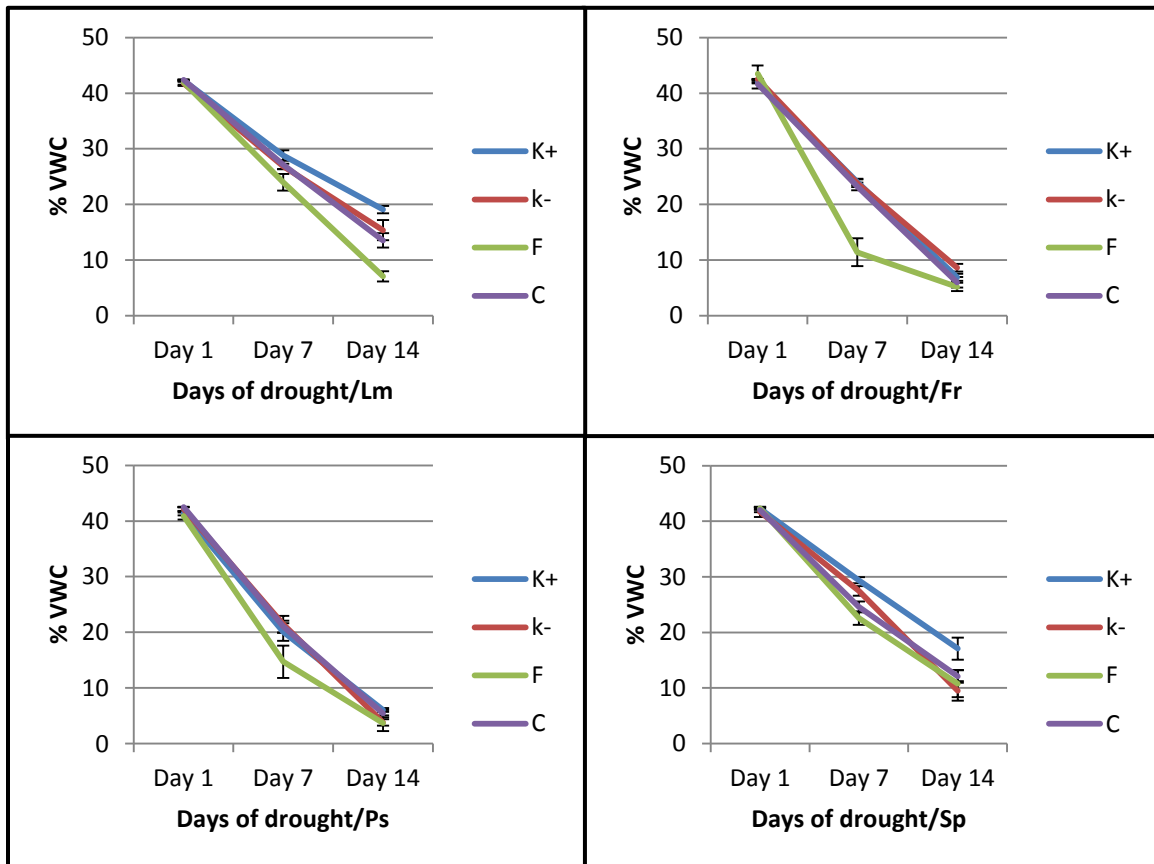 50
40
30
20
10
0
% VWC
Day 1 Day 7 Day 14
Days of drought/Lm
K+
k-
F
C
50
40
30
20
10
0
% VWC
Day 1 Day 7 Day 14
Days of drought/Fr
K+
k-
F
C
50
40
30
20
10
0
% VWC
Day 1 Day 7 Day 14
Days of drought/Ps
K+
k-
F
C
50
40
30
20
10
0
% VWC
Day 1 Day 7 Day 14
Days of drought/Sp
K+
k-
F
C